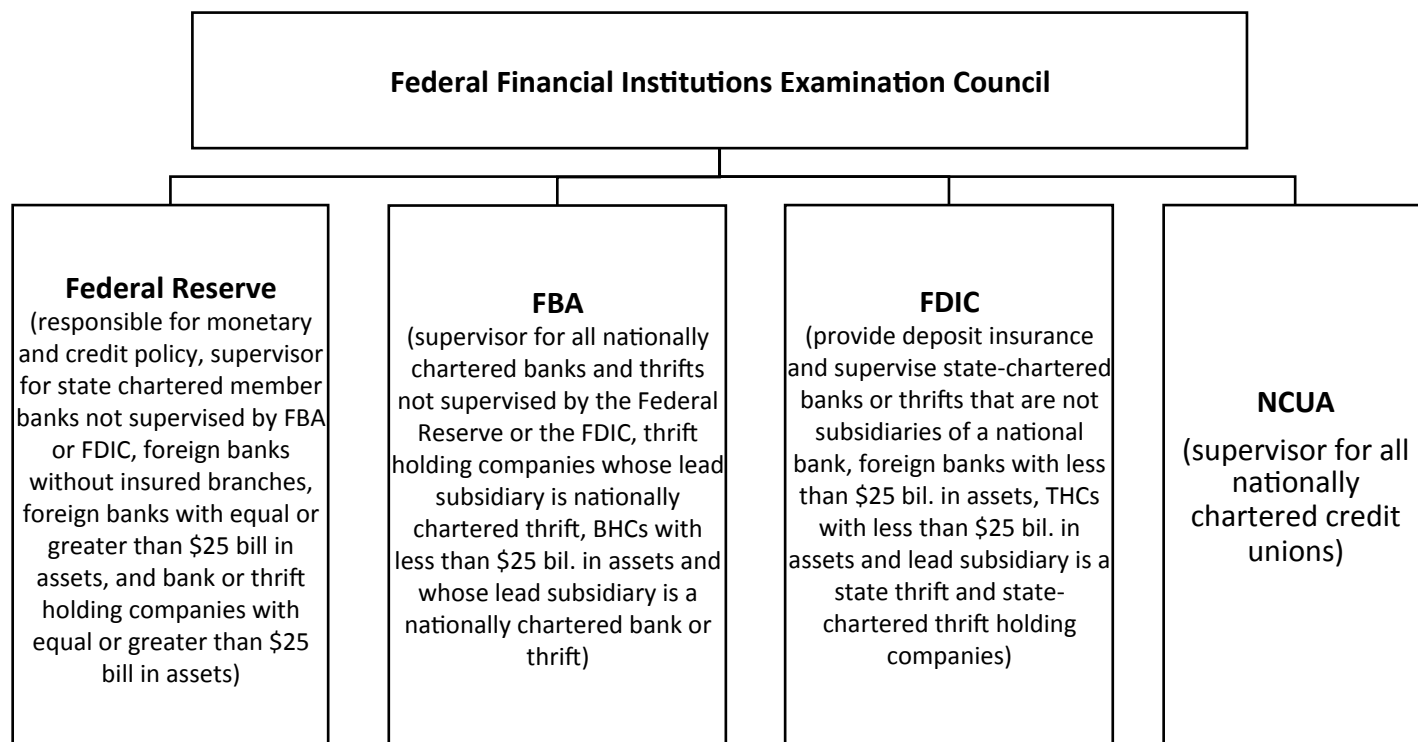 Federal Financial Institutions Examination Council
Federal Reserve
(responsible for monetary
and credit policy, supervisor
for state chartered member
banks not supervised by FBA
or FDIC, foreign banks
without insured branches,
foreign banks with equal or
greater than $25 bill in
assets, and bank or thrift
holding companies with
equal or greater than $25
bill in assets)
FBA
(supervisor for all nationally
chartered banks and thrifts
not supervised by the Federal
Reserve or the FDIC, thrift
holding companies whose lead
subsidiary is nationally
chartered thrift, BHCs with
less than $25 bil. in assets and
whose lead subsidiary is a
nationally chartered bank or
thrift)
FDIC
(provide deposit insurance
and supervise state-chartered
banks or thrifts that are not
subsidiaries of a national
bank, foreign banks with less
than $25 bil. in assets, THCs
with less than $25 bil. in
assets and lead subsidiary is a
state thrift and state-
chartered thrift holding
companies)
NCUA
(supervisor for all
nationally
chartered credit
unions)